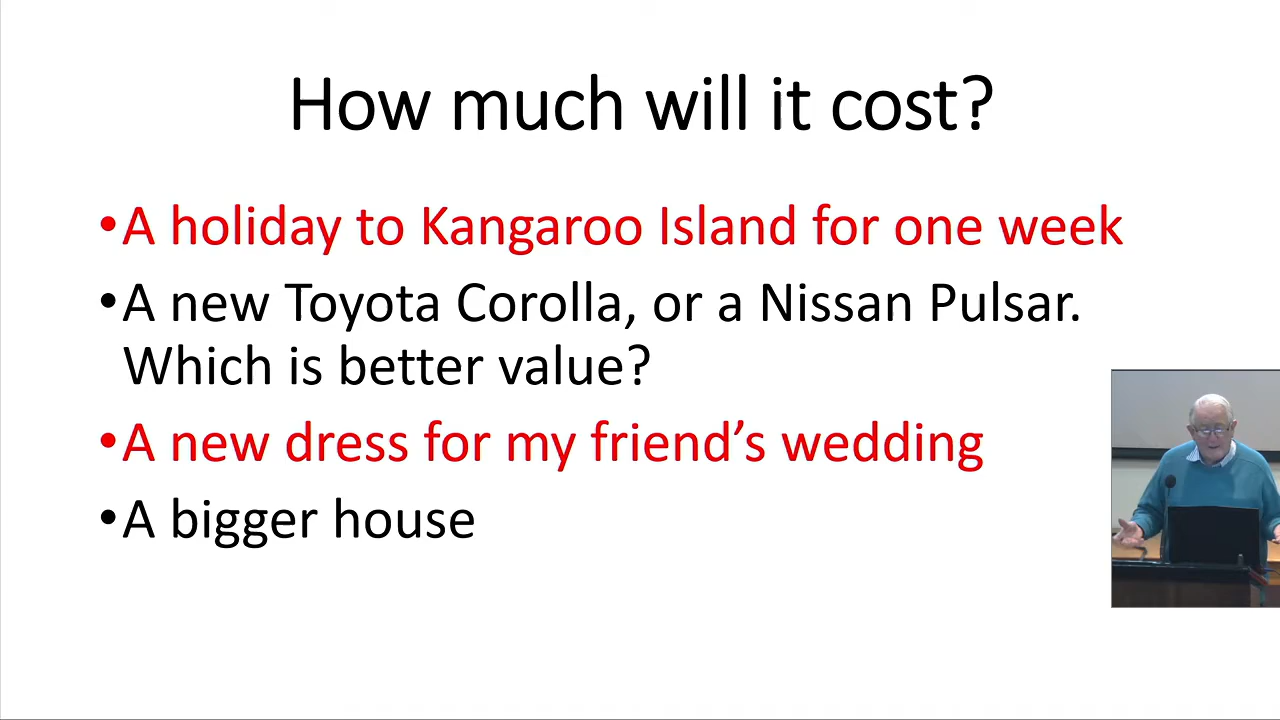 How much will it cost?
•A holiday to Kangaroo Island for one week
•A new Toyota Corolla, or a Nissan Pulsar.
Which is better value?
•A new dress for my friend’s wedding
•A bigger house